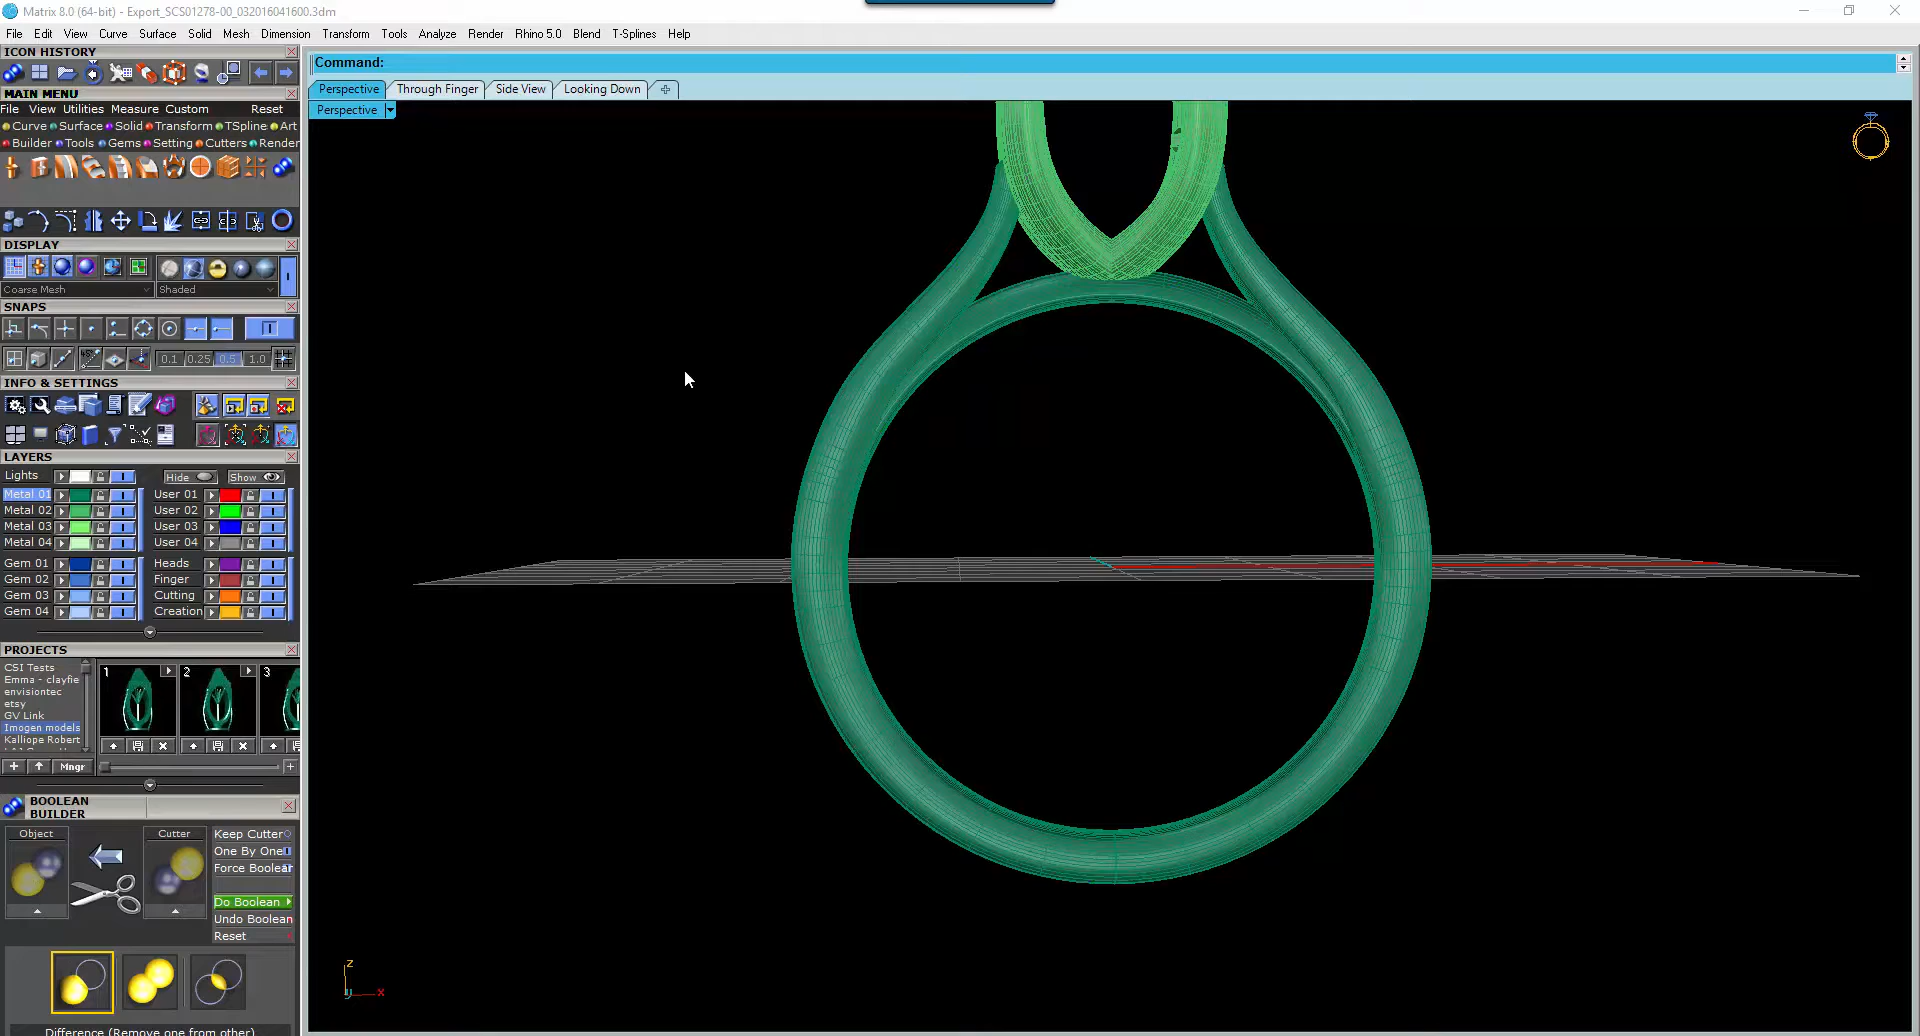 Matrix 8.0 (64-bit) - Export_SCS01278-00_032016041600.3dm
File Edit View Curve Surface Solid Mesh Dimension Transform Tools Analyze Render Rhino 5.0 Blend T-Splines Help
ICON HISTORY
MAIN MENU
File View Utilities Measure Custom Reset
Curve Surface Solid Transform TSpline Art
Builder Tools Gems Setting Cutters Render
DISPLAY
Coarse Mesh Shaded
SNAPS
0.1 0.25 0.5 1.0
INFO & SETTINGS
LAYERS
Lights Hide Show
Metal 01 User 01
Metal 02 User 02
Metal 03 User 03
Metal 04 User 04
Gem 01 Heads
Gem 02 Finger
Gem 03 Cutting
Gem 04 Creation
PROJECTS
CSI Tests
Emma - clayfie
envisiontec
etsy
GV Link
Imogen models
Kalliope Robert
1 2 3
Mngr
BOOLEAN
BUILDER
Object Cutter Keep Cutter
One By One
Force Boolean
Do Boolean
Undo Boolean
Reset
Difference (Remove one from other)
Command:
Perspective Through Finger Side View Looking Down
Perspective
z
y x